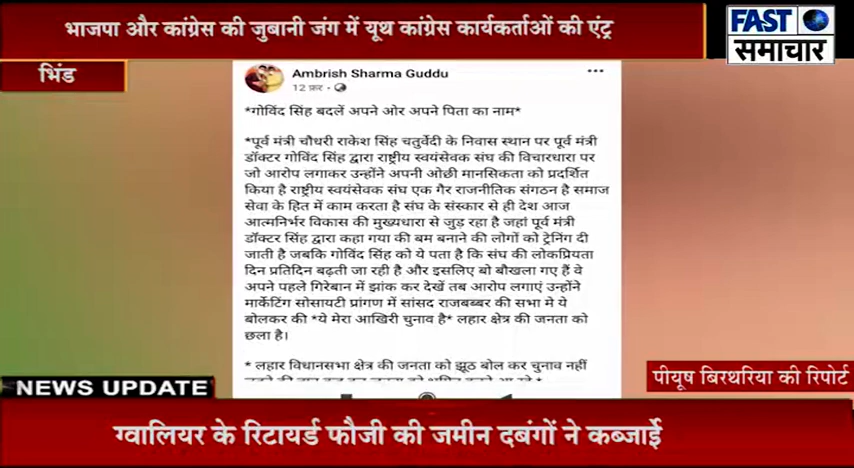 भाजपा और कांग्रेस की जुबानी जंग में यूथ कांग्रेस कार्यकर्ताओं की एंट्र
FAST
समाचार
भिंड
Ambrish Sharma Guddu
12 फ़र.
*गोविंद सिंह बदलें अपने ओर अपने पिता का नाम*
*पूर्व मंत्री चौधरी राकेश सिंह चतुर्वेदी के निवास स्थान पर पूर्व मंत्री
डॉक्टर गोविंद सिंह द्वारा राष्ट्रीय स्वयंसेवक संघ की विचारधारा पर
जो आरोप लगाकर उन्होंने अपनी ओछी मानसिकता को प्रदर्शित
किया है राष्ट्रीय स्वयंसेवक संघ एक गैर राजनीतिक संगठन है समाज
सेवा के हित में काम करता है संघ के संस्कार से ही देश आज
आत्मनिर्भर विकास की मुख्यधारा से जुड़ रहा है जहां पूर्व मंत्री
डॉक्टर सिंह द्वारा कहा गया की बम बनाने की लोगों को ट्रेनिंग दी
जाती है जबकि गोविंद सिंह को ये पता है कि संघ की लोकप्रियता
दिन प्रतिदिन बढ़ती जा रही है और इसलिए बो बौखला गए हैं वे
अपने पहले गिरेबान में झांक कर देखें तब आरोप लगाएं उन्होंने
मार्केटिंग सोसायटी प्रांगण में सांसद राजबब्बर की सभा मे ये
बोलकर की *ये मेरा आखिरी चुनाव है* लहार क्षेत्र की जनता को
छला है।
* लहार विधानसभा क्षेत्र की जनता को झूठ बोल कर चुनाव नहीं
NEWS UPDATE
पीयूष बिरथरिया की रिपोर्ट
ग्वालियर के रिटायर्ड फौजी की जमीन दबंगों ने कब्जाई